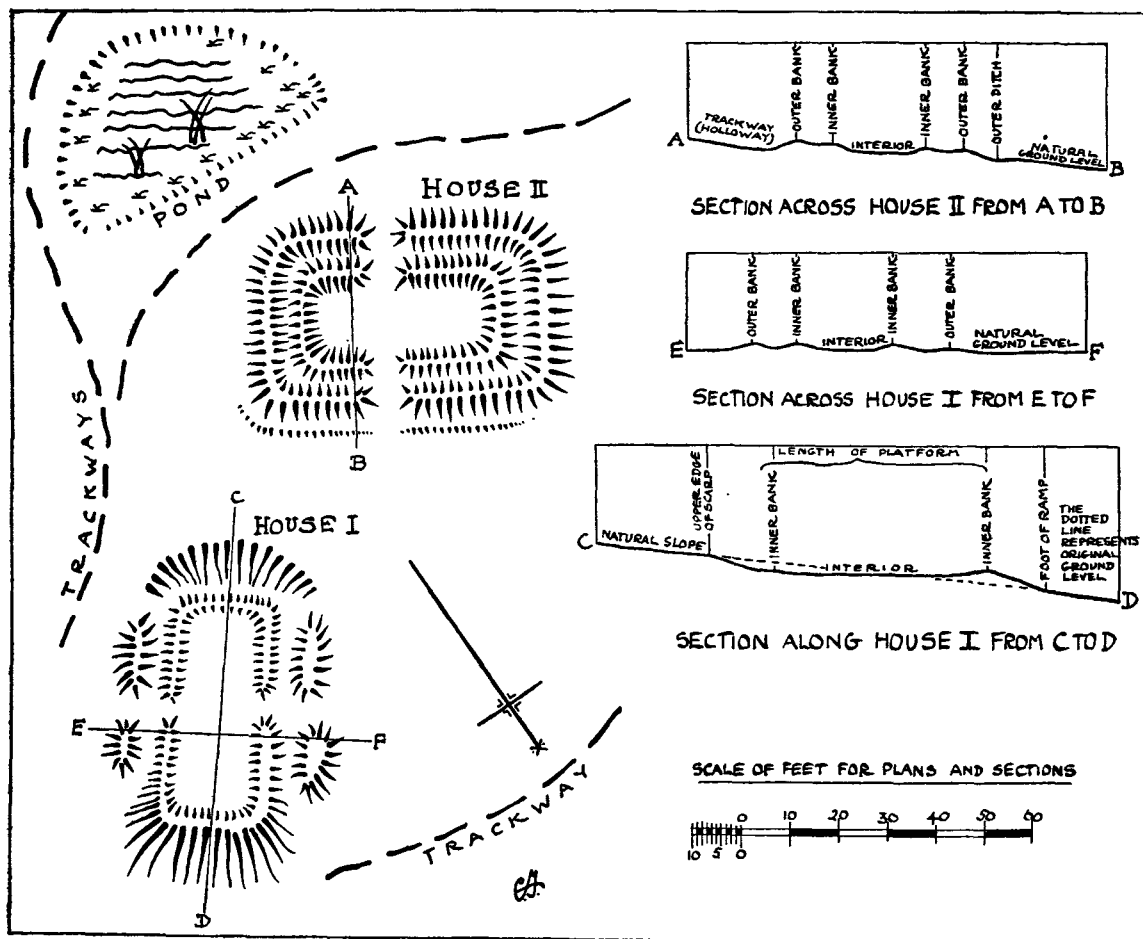 POND
TRACKWAYS
A
HOUSE II
B
C
HOUSE I
E
F
D
TRACKWAY
A
TRACKWAY
(HOLLOWAY)
OUTER BANK
INNER BANK
INTERIOR
INNER BANK
OUTER BANK
OUTER DITCH
NATURAL
GROUND LEVEL
B
SECTION ACROSS HOUSE II FROM A TO B
E
OUTER BANK
INNER BANK
INTERIOR
INNER BANK
OUTER BANK
NATURAL
GROUND LEVEL
F
SECTION ACROSS HOUSE I FROM E TO F
C
NATURAL SLOPE
UPPER EDGE
OF SCARP
LENGTH OF PLATFORM
INNER BANK
INTERIOR
INNER BANK
FOOT OF RAMP
THE
DOTTED
LINE
REPRESENTS
ORIGINAL
GROUND
LEVEL
D
SECTION ALONG HOUSE I FROM C TO D
SCALE OF FEET FOR PLANS AND SECTIONS
0 10 20 30 40 50 60
10 5 0